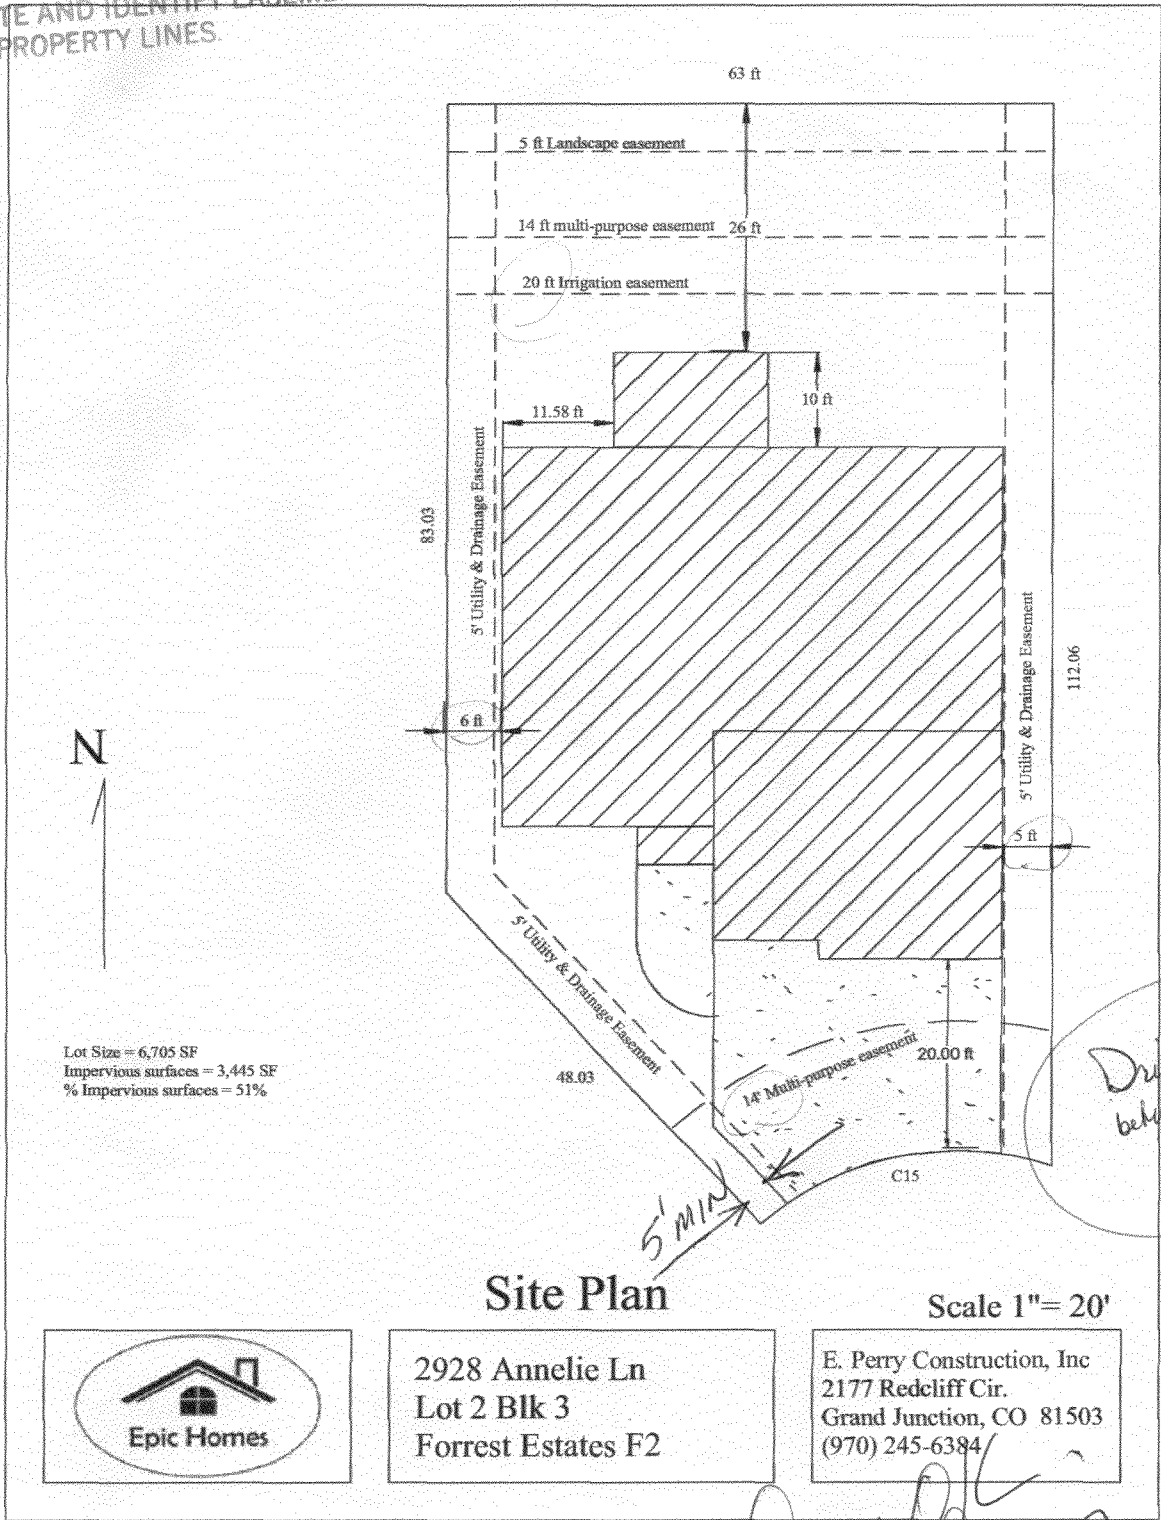 TE AND IDENTIFY EASEME
PROPERTY LINES.
63 ft
5 ft Landscape easement
14 ft multi-purpose easement
26 ft
20 ft Irrigation easement
11.58 ft
10 ft
83.03
5' Utility & Drainage Easement
5' Utility & Drainage Easement
112.06
6 ft
N
5 ft
5' Utility & Drainage Easement
Lot Size = 6,705 SF
Impervious surfaces = 3,445 SF
% Impervious surfaces = 51%
48.03
14' Multi-purpose easement
20.00 ft
C15
5' MIN
Site Plan
Scale 1"= 20'
Epic Homes
2928 Annelie Ln
Lot 2 Blk 3
Forrest Estates F2
E. Perry Construction, Inc
2177 Redcliff Cir.
Grand Junction, CO 81503
(970) 245-6384